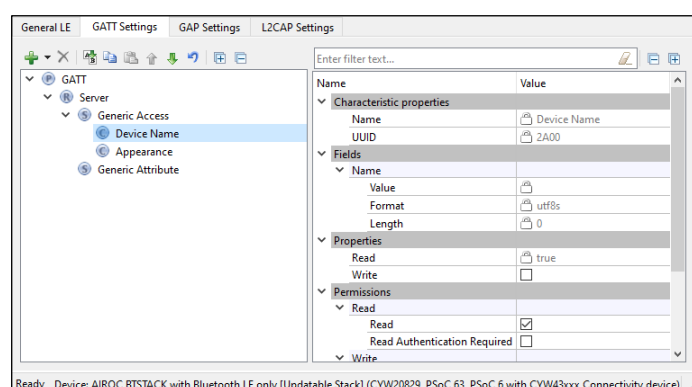 General LE GATT Settings GAP Settings L2CAP Settings
Enter filter text...
P GATT
R Server
S Generic Access
C Device Name
C Appearance
S Generic Attribute
Name Value
Characteristic properties
Name Device Name
UUID 2A00
Fields
Name
Value
Format utf8s
Length 0
Properties
Read true
Write
Permissions
Read
Read
Read Authentication Required
Write
Ready Device: AIROC BTSTACK with Bluetooth LE only [Undatable Stack] (CYW20829, PSoC 63, PSoC 6 with CYW43xxx Connectivity device)